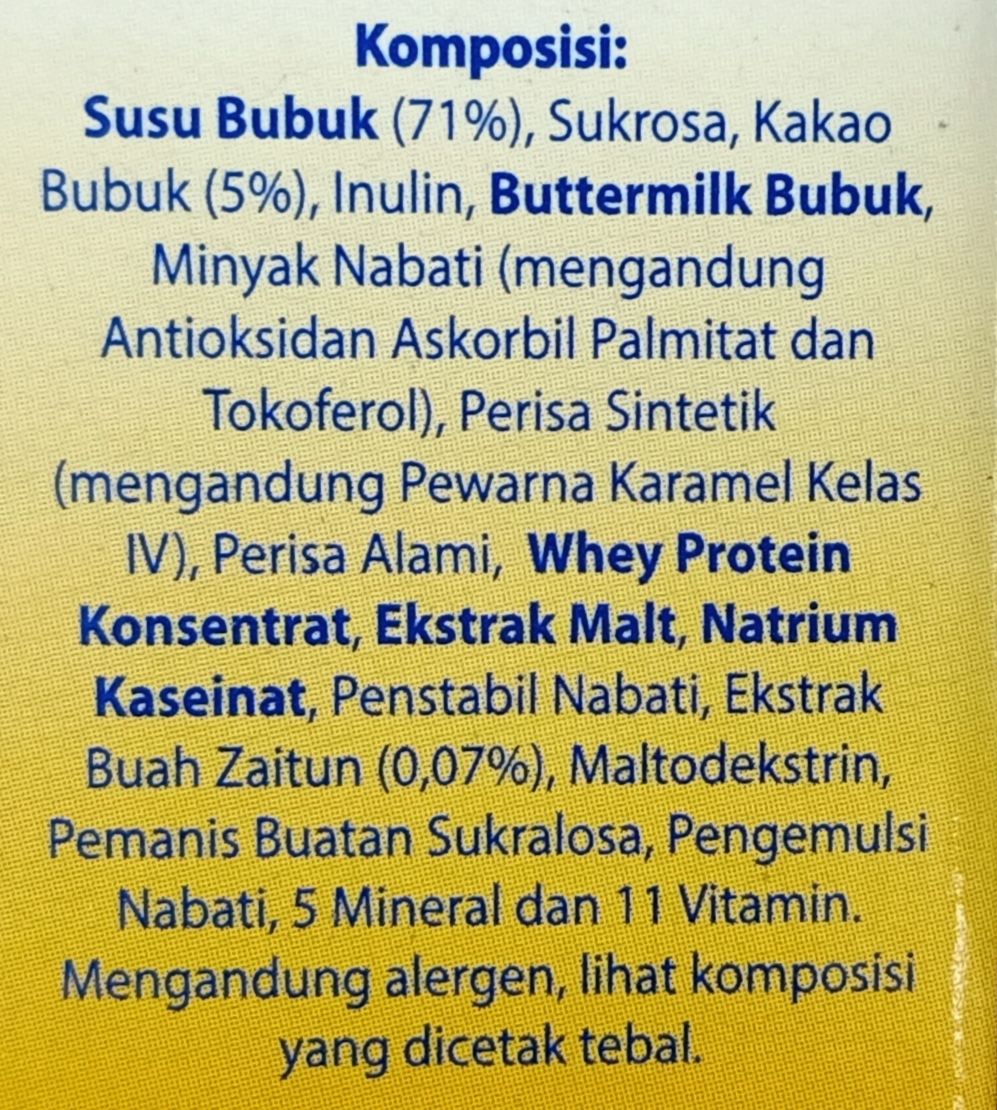 Komposisi:
Susu Bubuk (71%), Sukrosa, Kakao
Bubuk (5%), Inulin, Buttermilk Bubuk,
Minyak Nabati (mengandung
Antioksidan Askorbil Palmitat dan
Tokoferol), Perisa Sintetik
(mengandung Pewarna Karamel Kelas
IV), Perisa Alami, Whey Protein
Konsentrat, Ekstrak Malt, Natrium
Kaseinat, Penstabil Nabati, Ekstrak
Buah Zaitun (0,07%), Maltodekstrin,
Pemanis Buatan Sukralosa, Pengemulsi
Nabati, 5 Mineral dan 11 Vitamin.
Mengandung alergen, lihat komposisi
yang dicetak tebal.